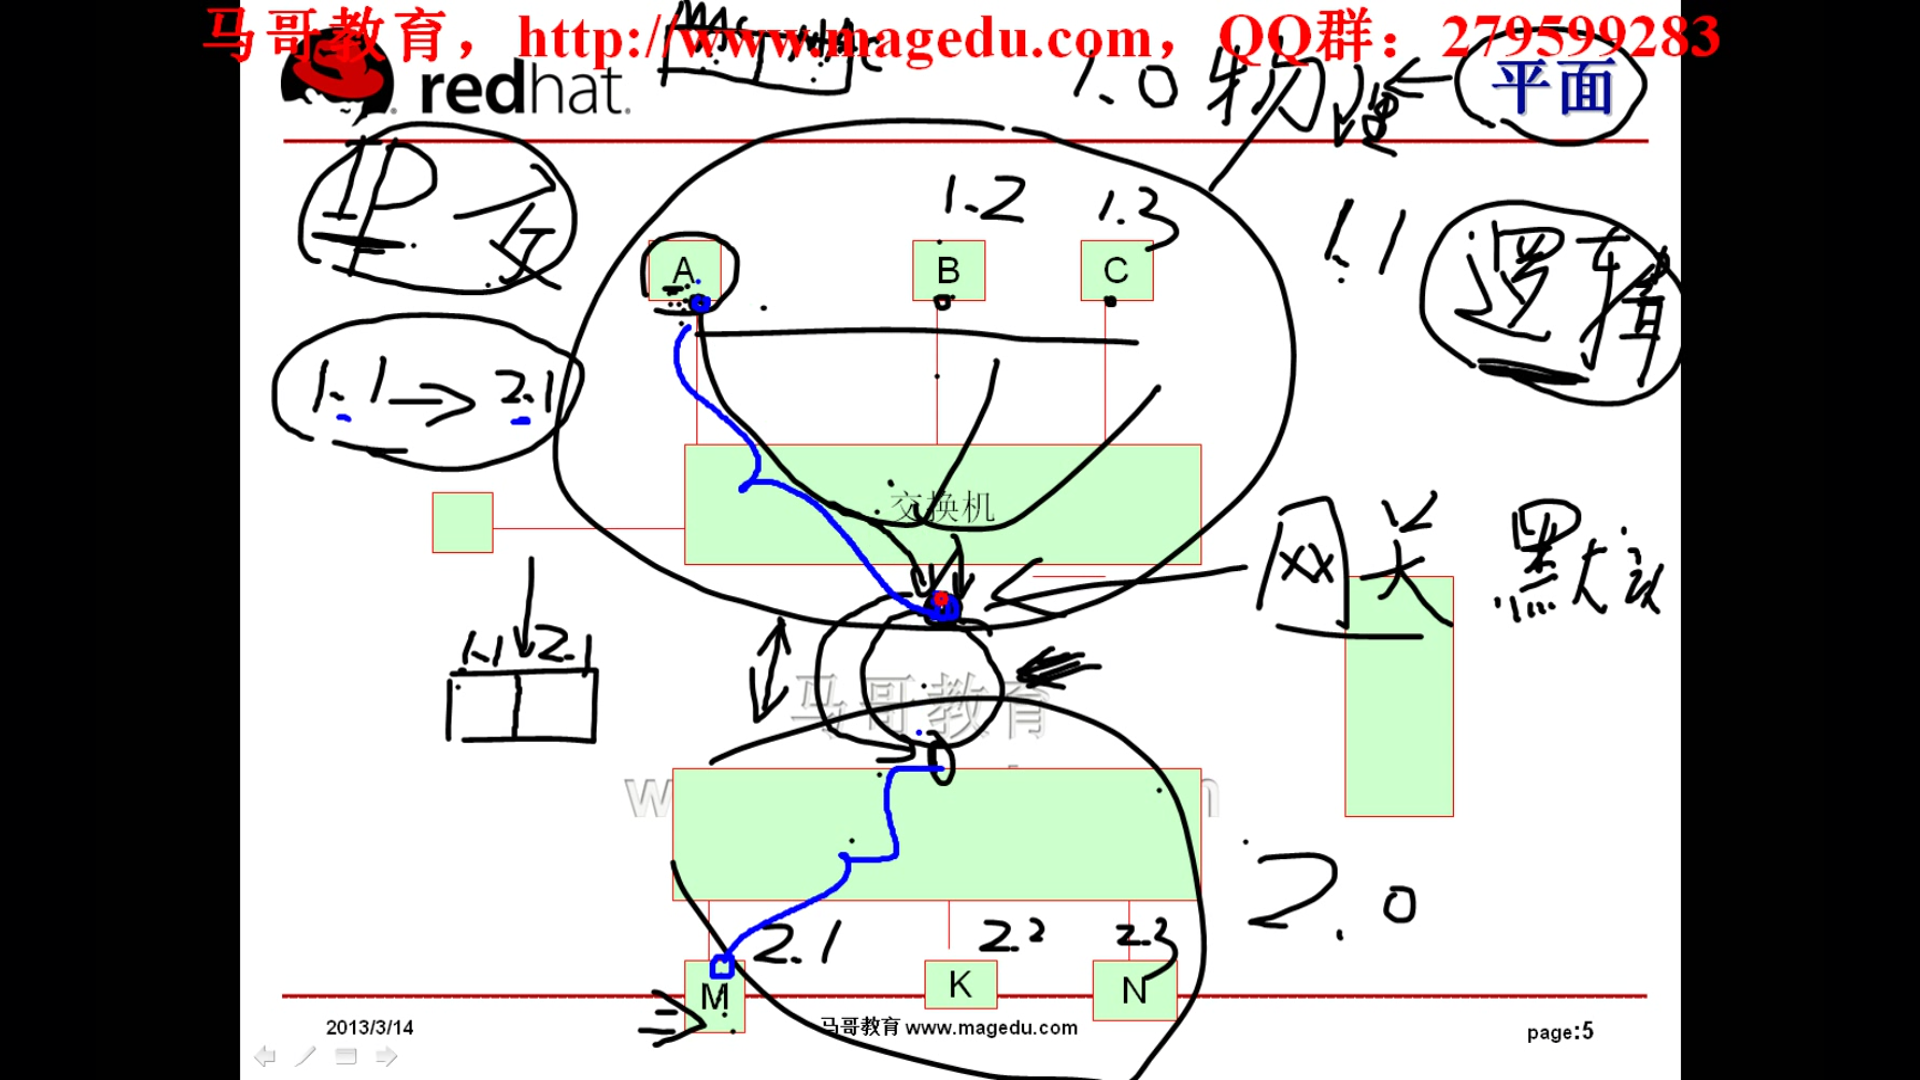 马哥教育，http://www.magedu.com，QQ群：279599283
redhat.
平面
1.0 物理
IP
1.2
1.3
1.1
逻辑
A
B
C
1.1 → 2.1
交换机
网关
默认
1.1 2.1
马哥教育
2.0
2.1
2.2
2.3
M
K
N
2013/3/14
马哥教育 www.magedu.com
page:5